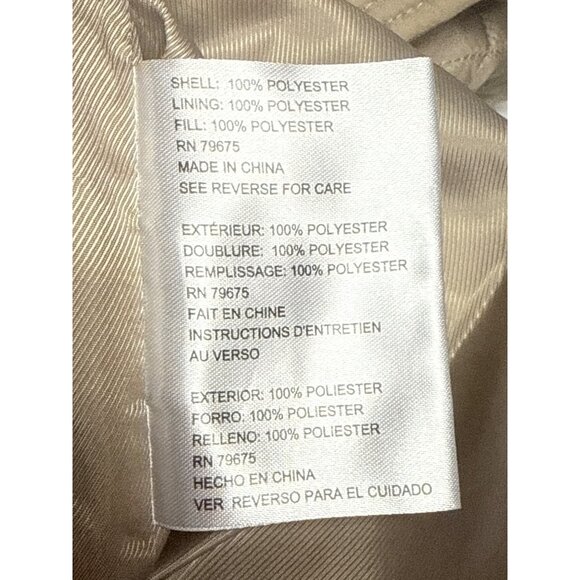 SHELL: 100% POLYESTER
LINING: 100% POLYESTER
FILL: 100% POLYESTER
RN 79675
MADE IN CHINA
SEE REVERSE FOR CARE
EXTÉRIEUR: 100% POLYESTER
DOUBLURE: 100% POLYESTER
REMPLISSAGE: 100% POLYESTER
RN 79675
FAIT EN CHINE
INSTRUCTIONS D'ENTRETIEN
AU VERSO
EXTERIOR: 100% POLIESTER
FORRO: 100% POLIESTER
RELLENO: 100% POLIESTER
RN 79675
HECHO EN CHINA
VER REVERSO PARA EL CUIDADO